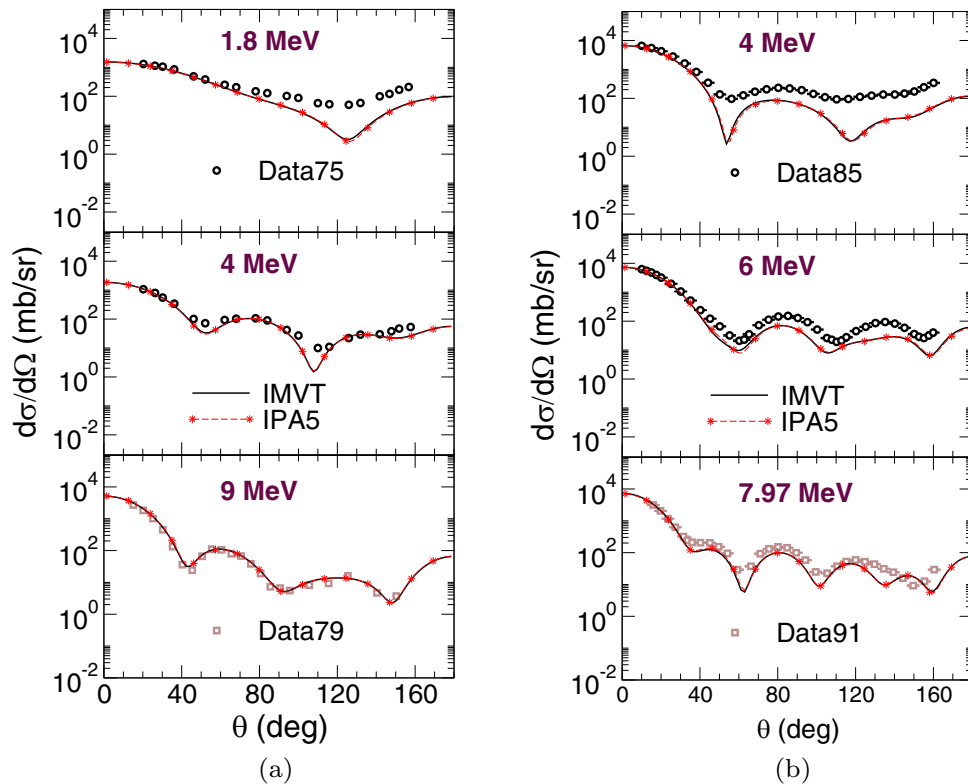 1.8 MeV
10^4
10^2
10^0
10^-2
Data75
4 MeV
10^4
10^2
10^0
10^-2
IMVT
IPA5
9 MeV
10^4
10^2
10^0
10^-2
Data79
dσ/dΩ (mb/sr)
0 40 80 120 160
θ (deg)
(a)
4 MeV
10^4
10^2
10^0
10^-2
Data85
6 MeV
10^4
10^2
10^0
10^-2
IMVT
IPA5
7.97 MeV
10^4
10^2
10^0
10^-2
Data91
dσ/dΩ (mb/sr)
0 40 80 120 160
θ (deg)
(b)